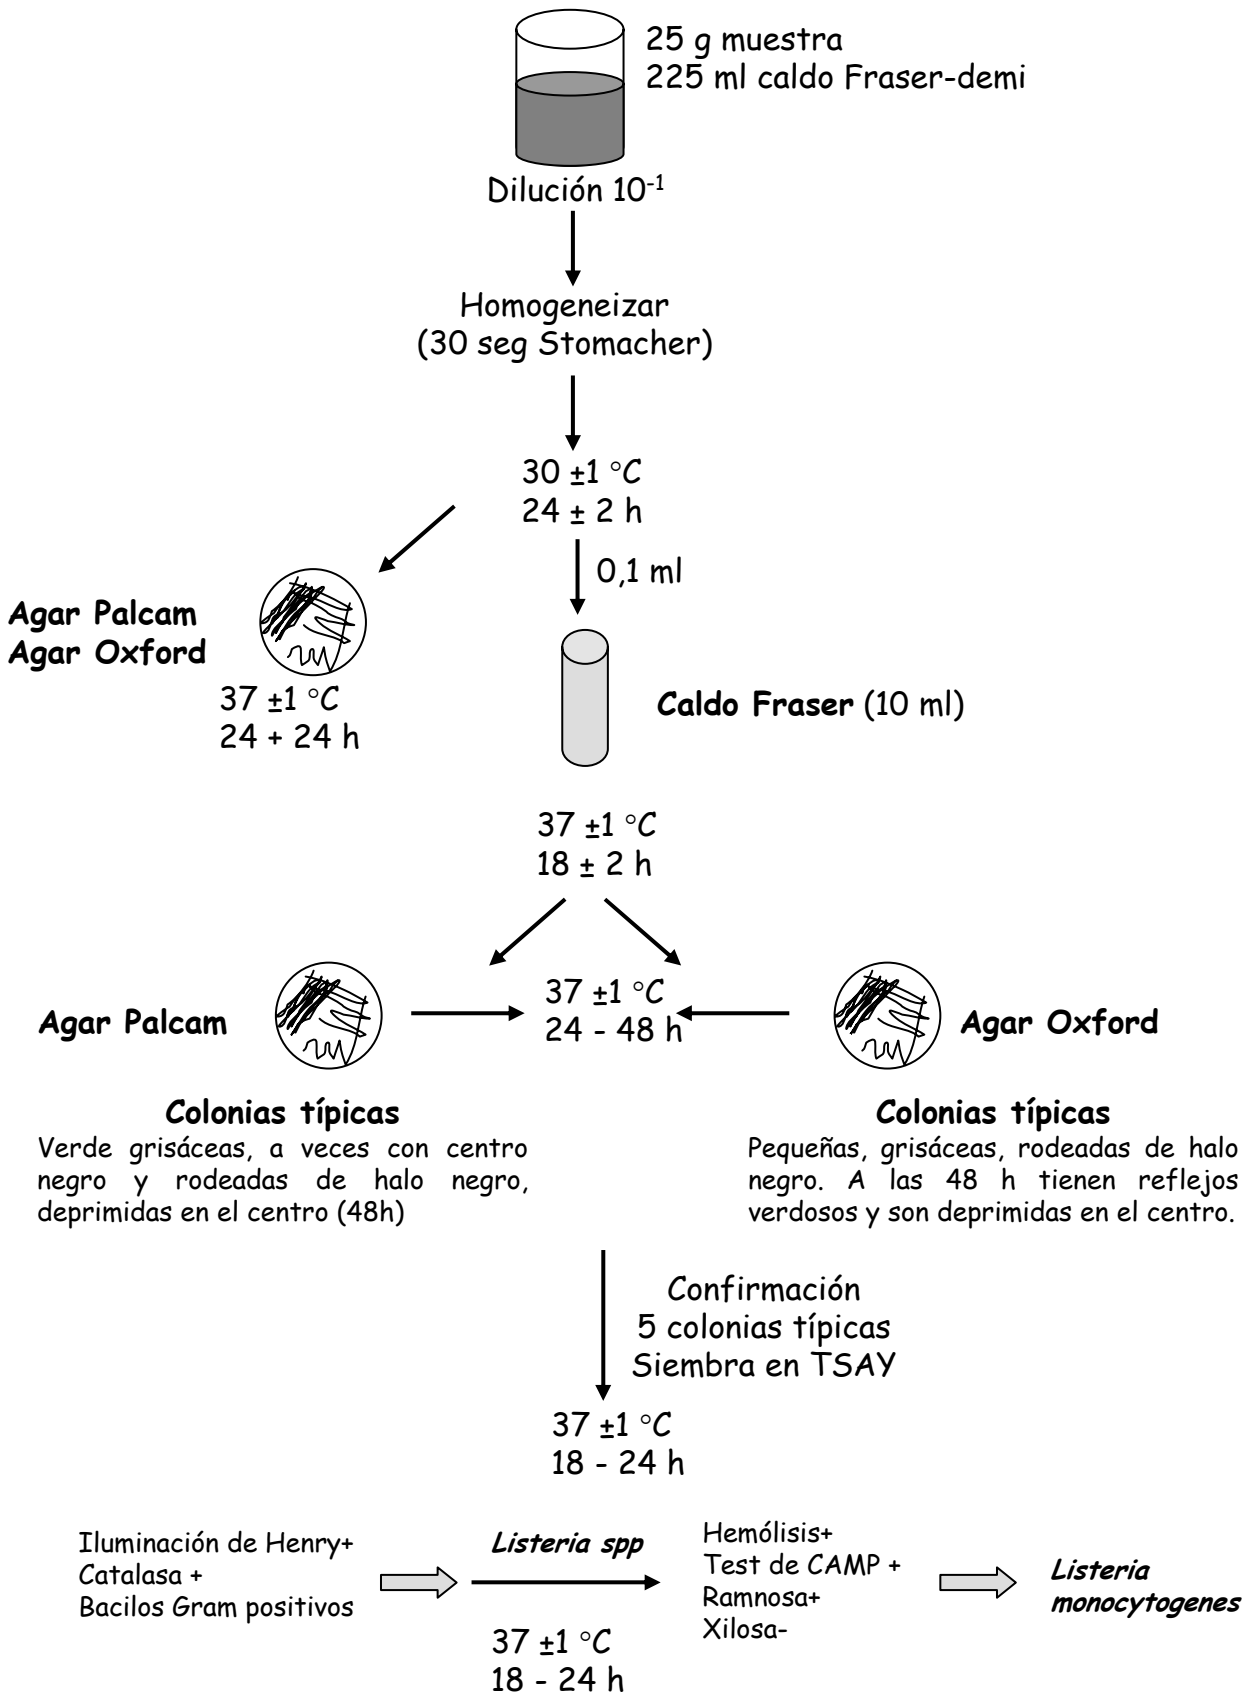 25 g muestra
225 ml caldo Fraser-demi
Dilución 10⁻¹
Homogeneizar
(30 seg Stomacher)
30 ±1 °C
24 ± 2 h
0,1 ml
Agar Palcam
Agar Oxford
37 ±1 °C
24 + 24 h
Caldo Fraser (10 ml)
37 ±1 °C
18 ± 2 h
Agar Palcam
37 ±1 °C
24 - 48 h
Agar Oxford
Colonias típicas
Verde grisáceas, a veces con centro
negro y rodeadas de halo negro,
deprimidas en el centro (48h)
Colonias típicas
Pequeñas, grisáceas, rodeadas de halo
negro. A las 48 h tienen reflejos
verdosos y son deprimidas en el centro.
Confirmación
5 colonias típicas
Siembra en TSAY
37 ±1 °C
18 - 24 h
Iluminación de Henry+
Catalasa +
Bacilos Gram positivos
Listeria spp
37 ±1 °C
18 - 24 h
Hemólisis+
Test de CAMP +
Ramnosa+
Xilosa-
Listeria
monocytogenes